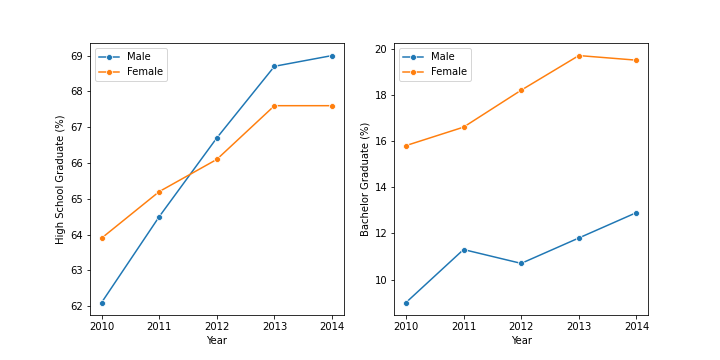 Male
Female
High School Graduate (%)
69
68
67
66
65
64
63
62
2010 2011 2012 2013 2014
Year
Male
Female
Bachelor Graduate (%)
20
18
16
14
12
10
2010 2011 2012 2013 2014
Year